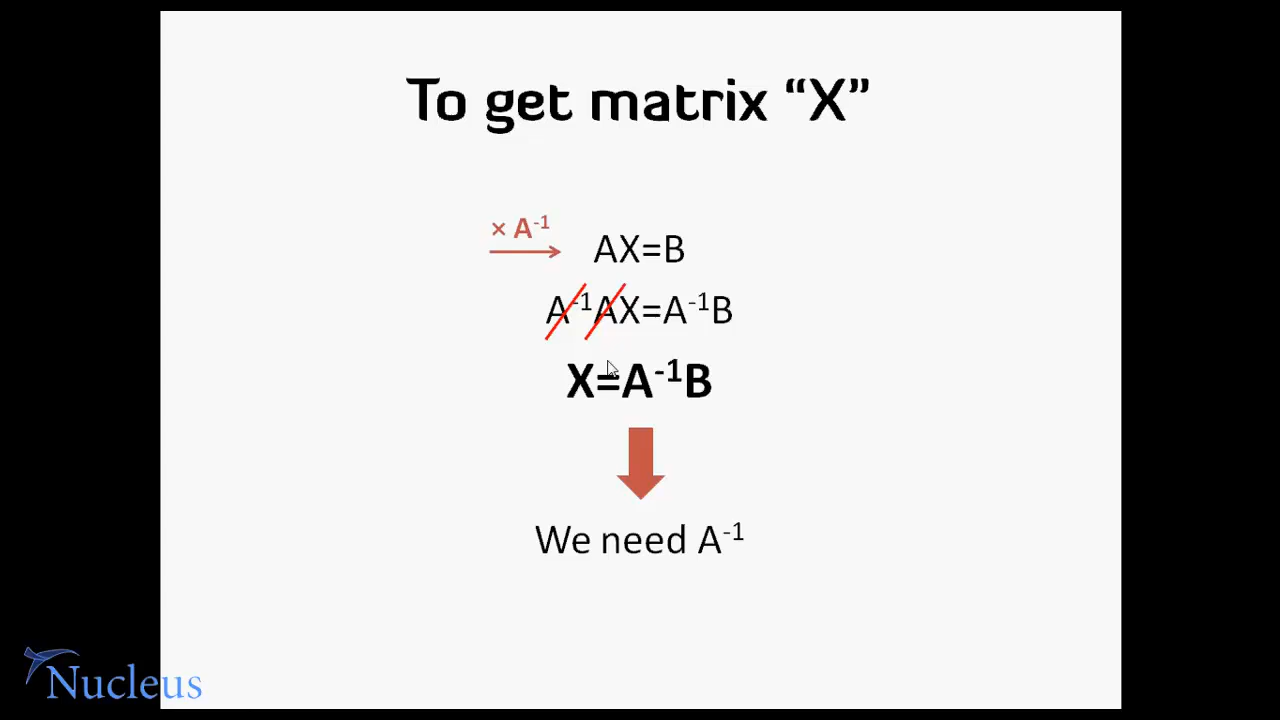 To get matrix “X”
× A⁻¹
AX=B
A⁻¹AX=A⁻¹B
X=A⁻¹B
We need A⁻¹
Nucleus